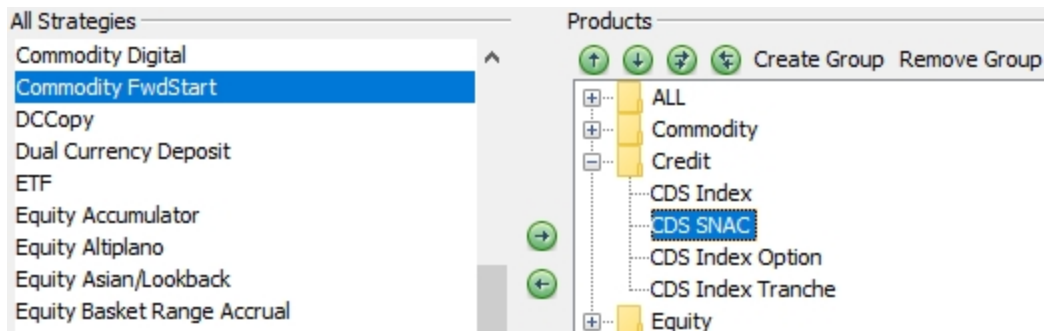 All Strategies
Commodity Digital
Commodity FwdStart
DCCopy
Dual Currency Deposit
ETF
Equity Accumulator
Equity Altiplano
Equity Asian/Lookback
Equity Basket Range Accrual
Products
Create Group Remove Group
ALL
Commodity
Credit
CDS Index
CDS SNAC
CDS Index Option
CDS Index Tranche
Equity